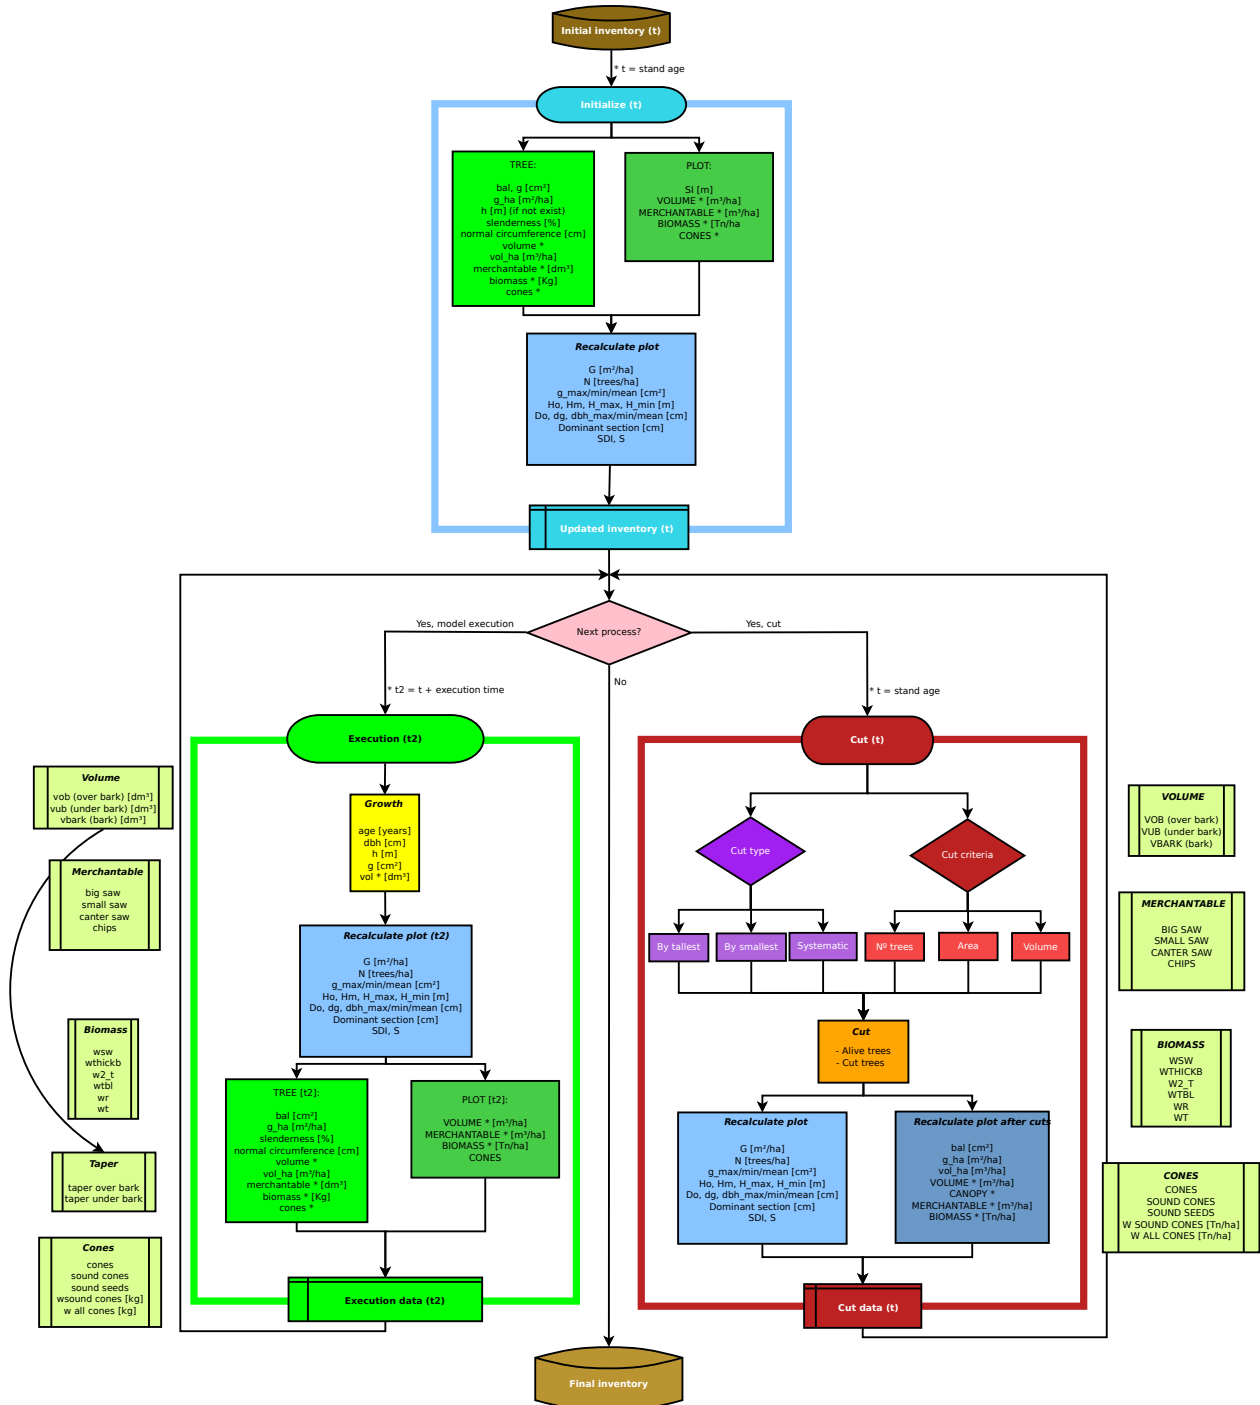 Initial inventory (t)
* t = stand age
Initialize (t)
TREE:
bal, g [cm²]
g_ha [m²/ha]
h [m] (if not exist)
slenderness [%]
normal circumference [cm]
volume *
vol_ha [m³/ha]
merchantable * [dm³]
biomass * [Kg]
cones *
PLOT:
SI [m]
VOLUME * [m³/ha]
MERCHANTABLE * [m³/ha]
BIOMASS * [Tn/ha
CONES *
Recalculate plot
G [m²/ha]
N [trees/ha]
g_max/min/mean [cm²]
Ho, Hm, H_max, H_min [m]
Do, dg, dbh_max/min/mean [cm]
Dominant section [cm]
SDI, S
Updated inventory (t)
Next process?
Yes, model execution
Yes, cut
No
* t2 = t + execution time
* t = stand age
Execution (t2)
Growth
age [years]
dbh [cm]
h [m]
g [cm²]
vol * [dm³]
Recalculate plot (t2)
G [m²/ha]
N [trees/ha]
g_max/min/mean [cm²]
Ho, Hm, H_max, H_min [m]
Do, dg, dbh_max/min/mean [cm]
Dominant section [cm]
SDI, S
TREE [t2]:
bal [cm²]
g_ha [m²/ha]
slenderness [%]
normal circumference [cm]
volume *
vol_ha [m³/ha]
merchantable * [dm³]
biomass * [Kg]
cones *
PLOT [t2]:
VOLUME * [m³/ha]
MERCHANTABLE * [m³/ha]
BIOMASS * [Tn/ha]
CONES
Execution data (t2)
Cut (t)
Cut type
Cut criteria
By tallest
By smallest
Systematic
Nº trees
Area
Volume
Cut
- Alive trees
- Cut trees
Recalculate plot
G [m²/ha]
N [trees/ha]
g_max/min/mean [cm²]
Ho, Hm, H_max, H_min [m]
Do, dg, dbh_max/min/mean [cm]
Dominant section [cm]
SDI, S
Recalculate plot after cuts
bal [cm²]
g_ha [m²/ha]
vol_ha [m³/ha]
VOLUME * [m³/ha]
CANOPY *
MERCHANTABLE * [m³/ha]
BIOMASS * [Tn/ha]
Cut data (t)
Final inventory
Volume
vob (over bark) [dm³]
vub (under bark) [dm³]
vbark (bark) [dm³]
Merchantable
big saw
small saw
canter saw
chips
Biomass
wsw
wthickb
w2_t
wtbl
wr
wt
Taper
taper over bark
taper under bark
Cones
cones
sound cones
sound seeds
wsound cones [kg]
w all cones [kg]
VOLUME
VOB (over bark)
VUB (under bark)
VBARK (bark)
MERCHANTABLE
BIG SAW
SMALL SAW
CANTER SAW
CHIPS
BIOMASS
WSW
WTHICKB
W2_T
WTBL
WR
WT
CONES
CONES
SOUND CONES
SOUND SEEDS
W SOUND CONES [Tn/ha]
W ALL CONES [Tn/ha]